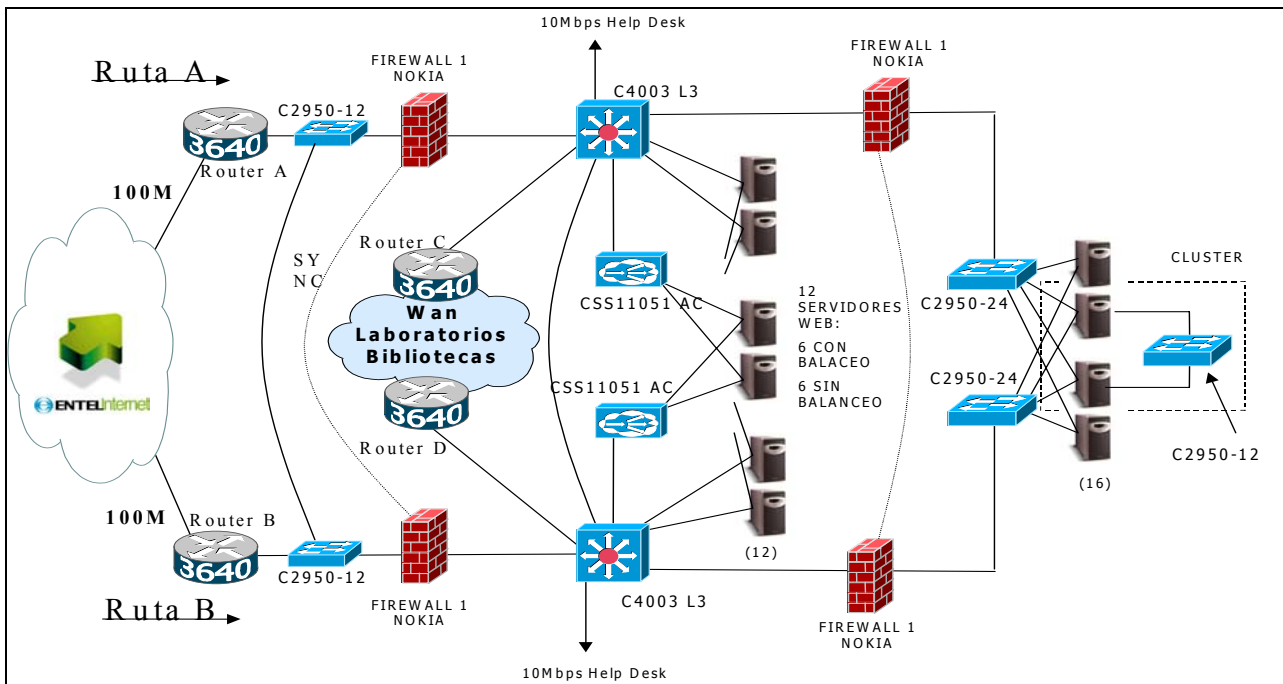 10Mbps Help Desk
Ruta A
FIREWALL 1
NOKIA
FIREWALL 1
NOKIA
C4003 L3
C2950-12
3640
Router A
100M
SY
NC
Router C
3640
Wan
Laboratorios
Bibliotecas
3640
Router D
CSS11051 AC
CSS11051 AC
12
SERVIDORES
WEB:
6 CON
BALACEO
6 SIN
BALANCEO
CLUSTER
C2950-24
C2950-24
C2950-12
(16)
ENTELInternet
100M
Router B
3640
C2950-12
Ruta B
FIREWALL 1
NOKIA
C4003 L3
(12)
FIREWALL 1
NOKIA
10Mbps Help Desk